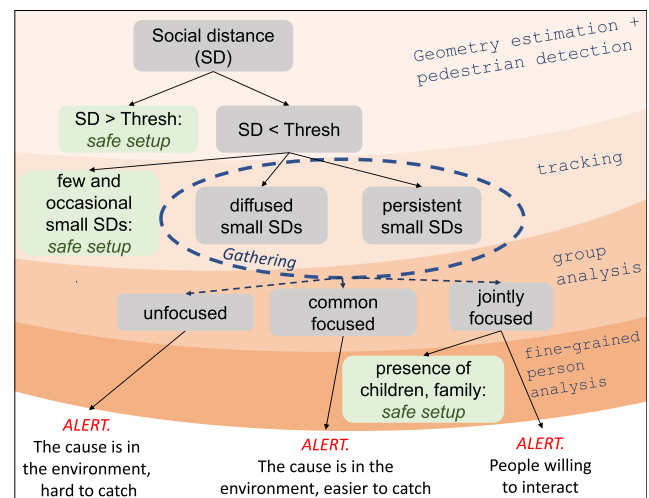 Social distance
(SD)
Geometry estimation +
pedestrian detection
SD > Thresh:
safe setup
SD < Thresh
tracking
few and
occasional
small SDs:
safe setup
diffused
small SDs
persistent
small SDs
Gathering
group
analysis
unfocused
common
focused
jointly
focused
fine-grained
person
analysis
presence of
children, family:
safe setup
ALERT.
The cause is in
the environment,
hard to catch
ALERT.
The cause is in the
environment, easier to catch
ALERT.
People willing
to interact